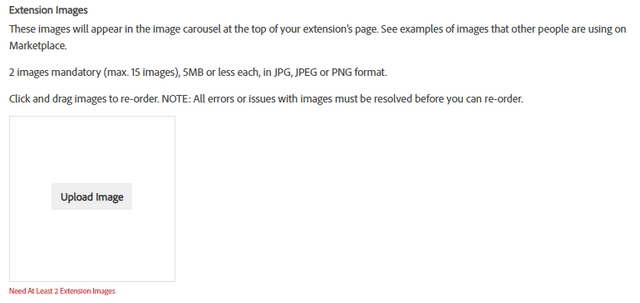 Extension Images
These images will appear in the image carousel at the top of your extension's page. See examples of images that other people are using on
Marketplace.
2 images mandatory (max. 15 images), 5MB or less each, in JPG, JPEG or PNG format.
Click and drag images to re-order. NOTE: All errors or issues with images must be resolved before you can re-order.
Upload Image
Need At Least 2 Extension Images